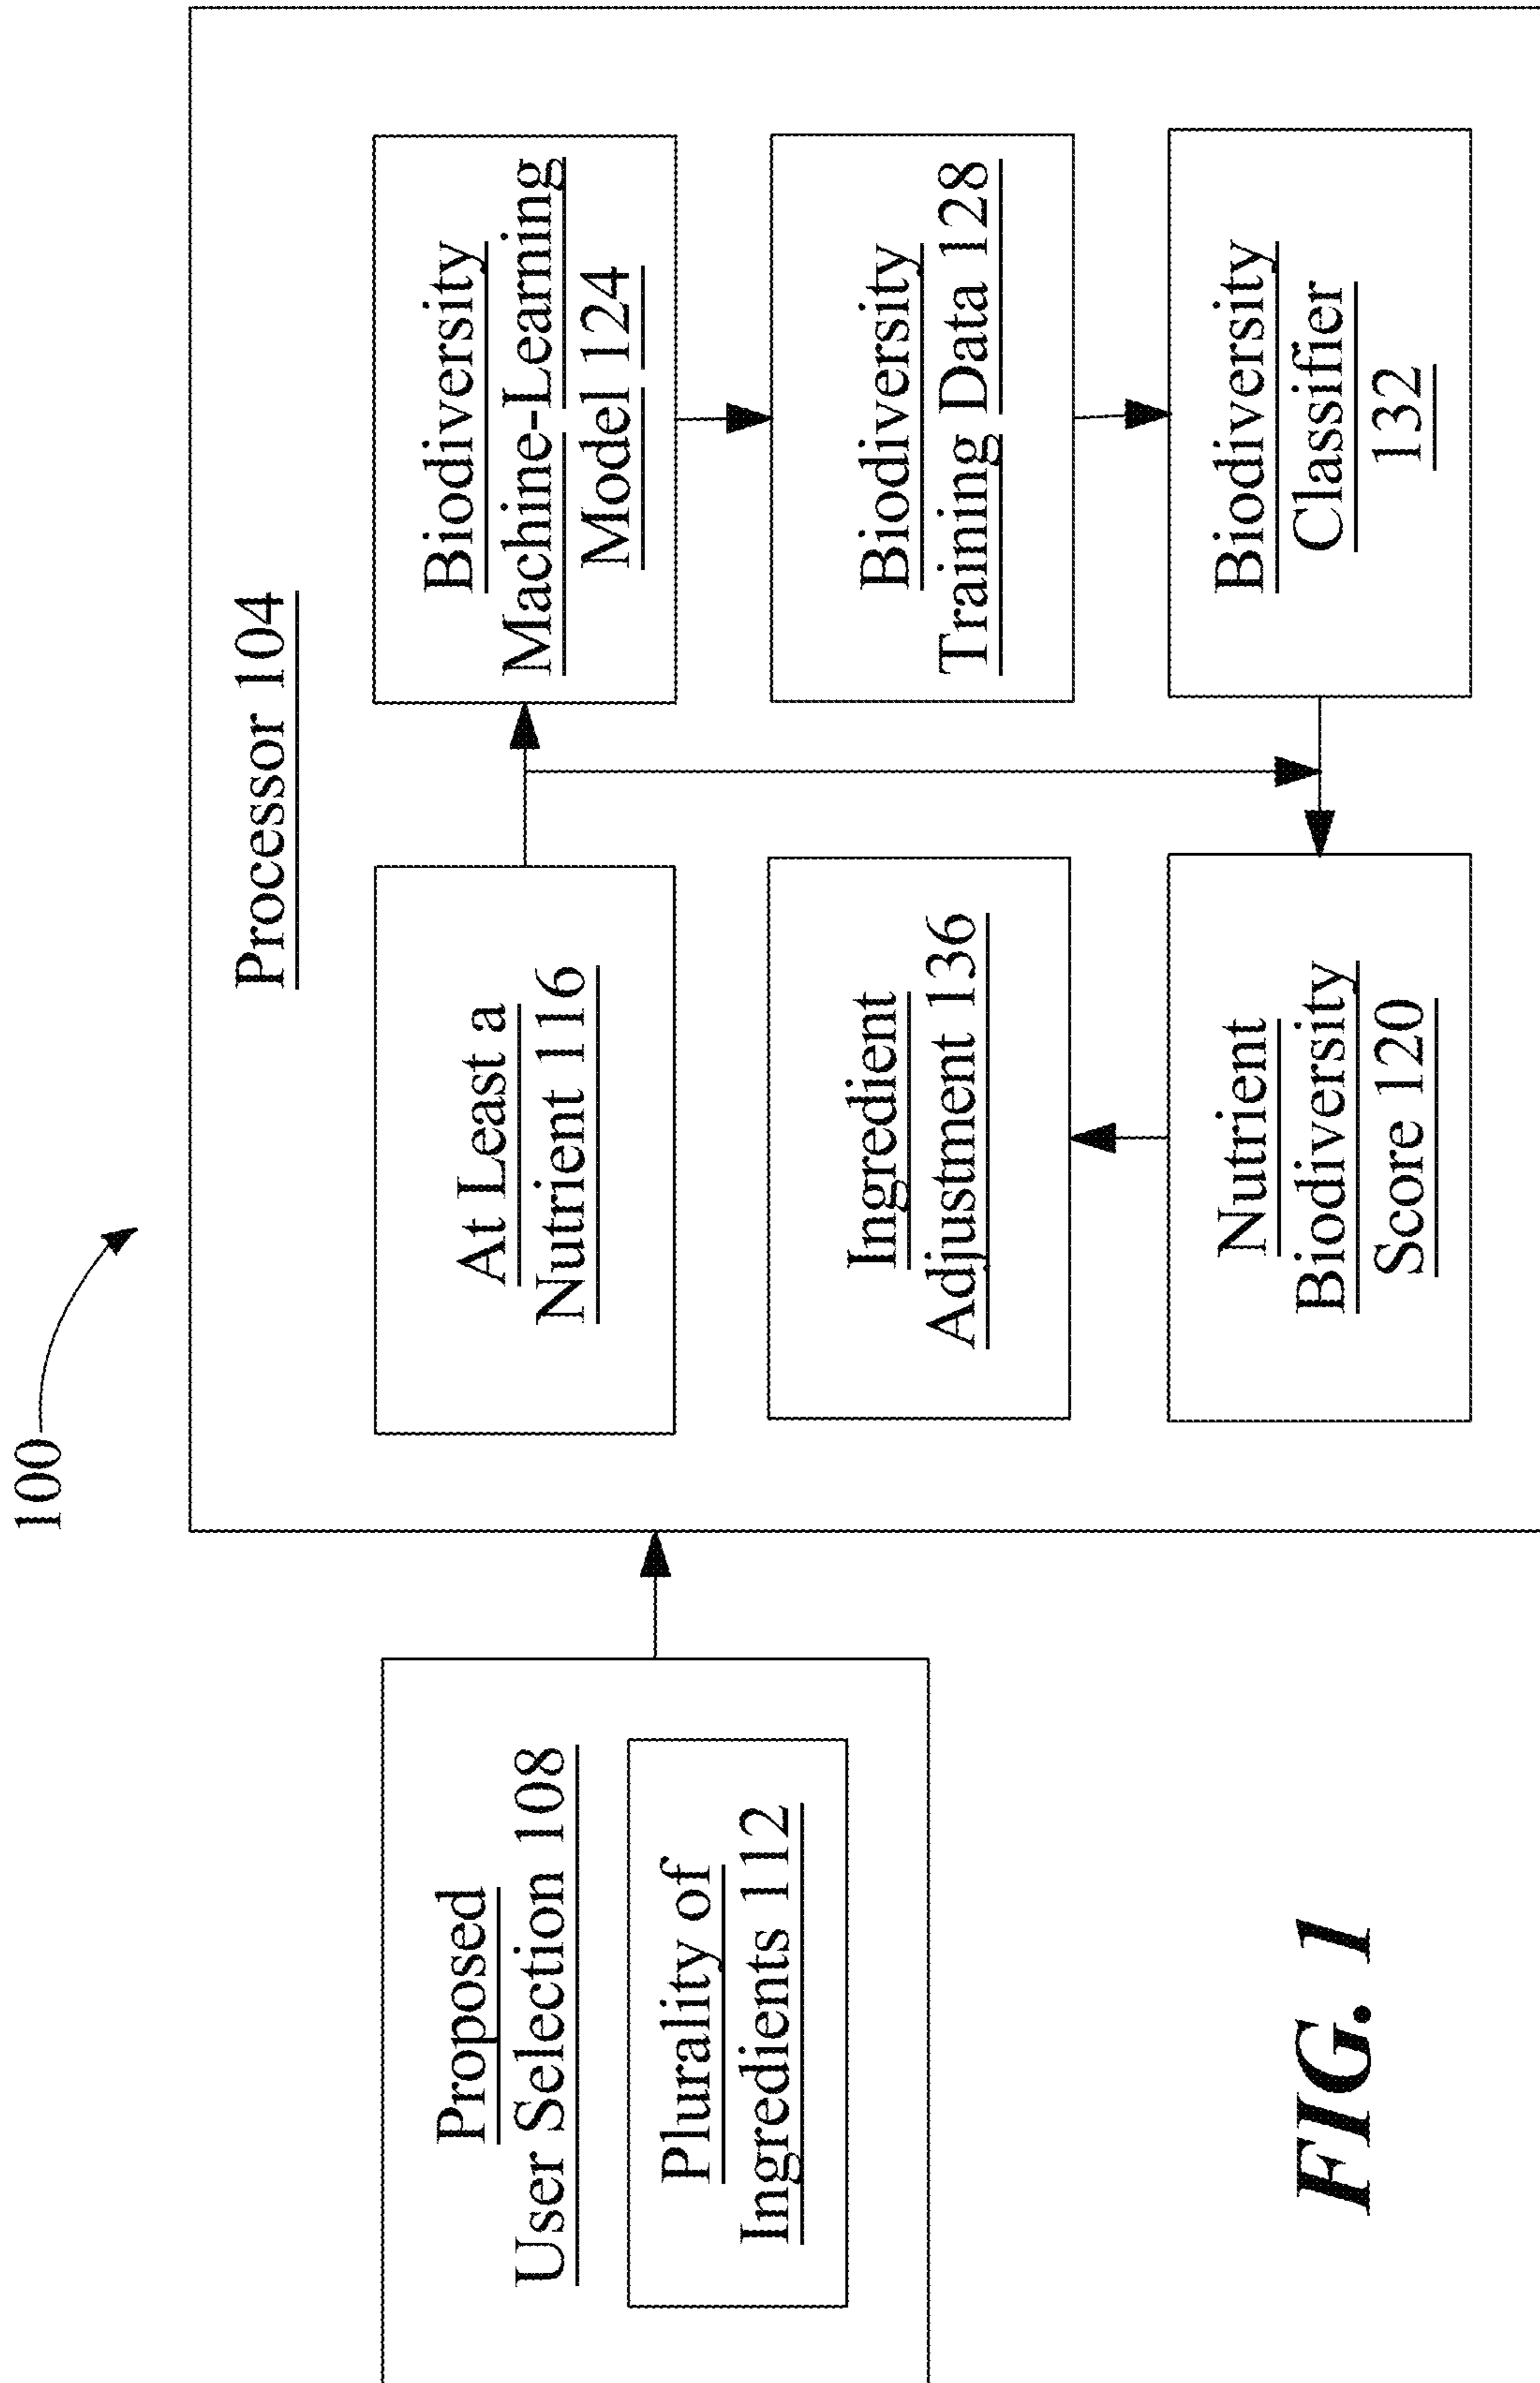 100
Processor 104
Proposed
User Selection 108
Plurality of
Ingredients 112
At Least a
Nutrient 116
Biodiversity
Machine-Learning
Model 124
Ingredient
Adjustment 136
Biodiversity
Training Data 128
Nutrient
Biodiversity
Score 120
Biodiversity
Classifier
132
FIG. 1